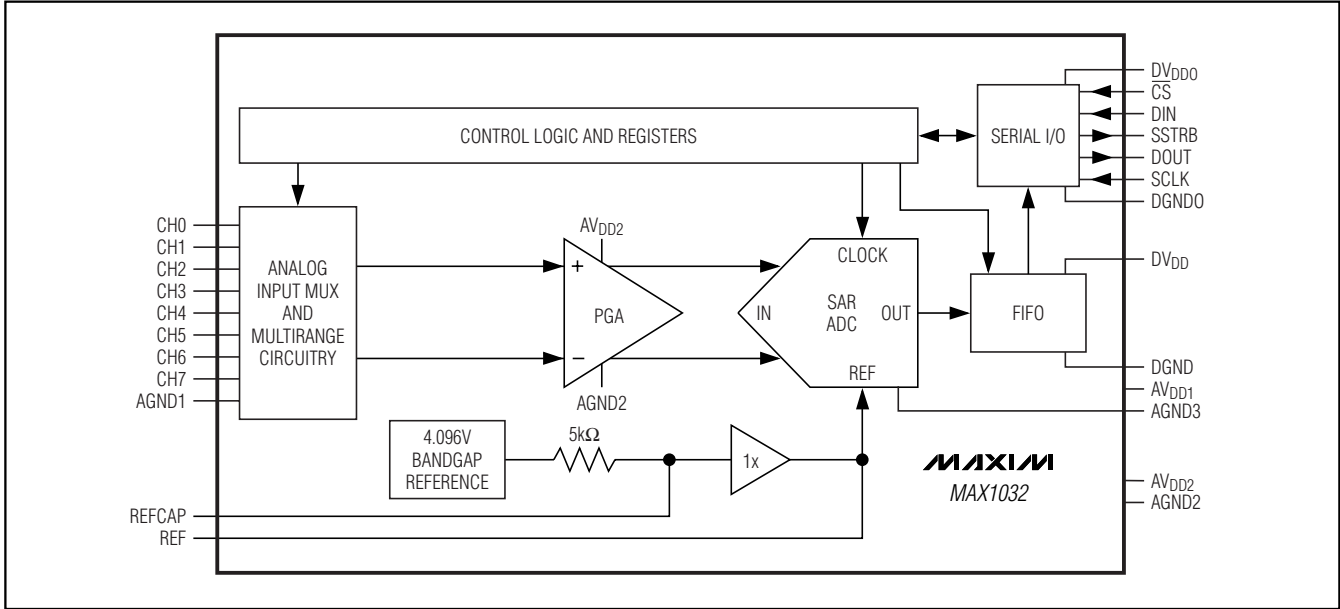 CONTROL LOGIC AND REGISTERS
SERIAL I/O
DVDDO
CS
DIN
SSTRB
DOUT
SCLK
DGNDO
CH0
CH1
CH2
CH3
CH4
CH5
CH6
CH7
AGND1
ANALOG
INPUT MUX
AND
MULTIRANGE
CIRCUITRY
AVDD2
+
PGA
−
AGND2
CLOCK
IN
SAR
ADC
OUT
REF
FIFO
DVDD
DGND
AVDD1
AGND3
4.096V
BANDGAP
REFERENCE
5kΩ
1x
MAXIM
MAX1032
AVDD2
AGND2
REFCAP
REF